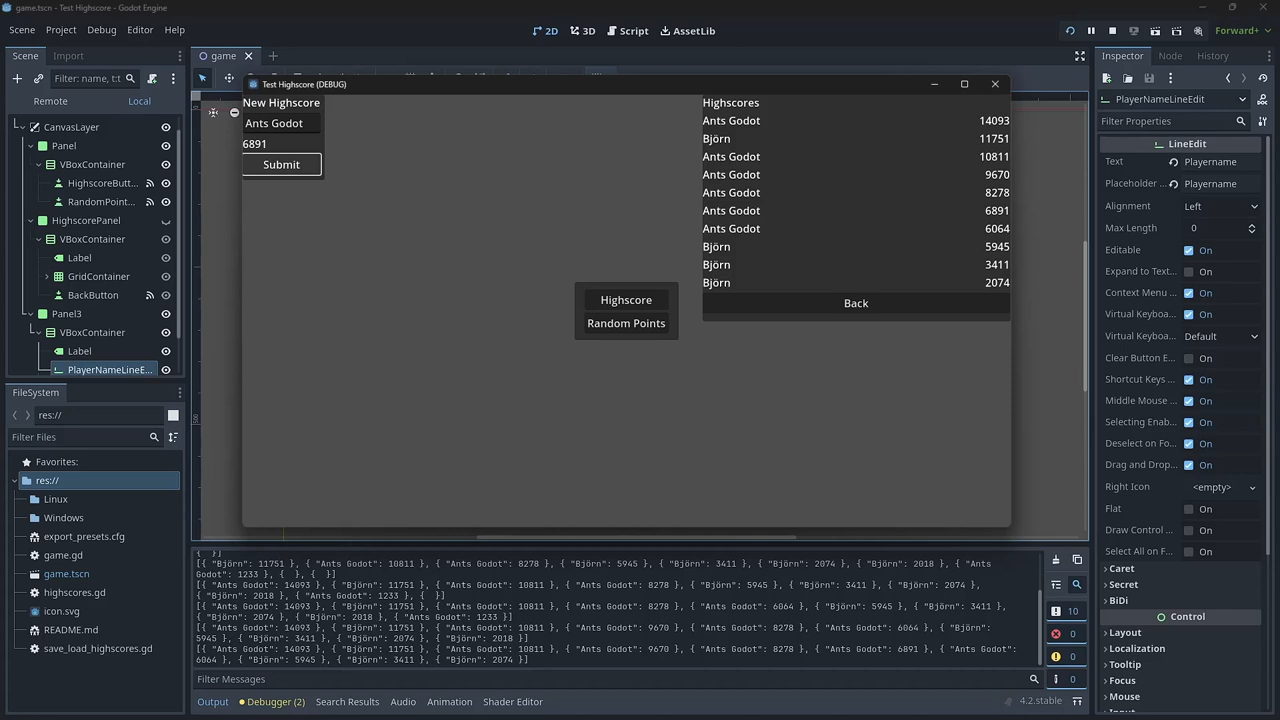 game.tscn - Test Highscore - Godot Engine
Scene Project Debug Editor Help
2D 3D Script AssetLib
Forward+
Scene Import
game
Inspector Node History
Filter: name, t:t
Remote Local
CanvasLayer
Panel
VBoxContainer
HighscoreButt...
RandomPoint...
HighscorePanel
VBoxContainer
Label
GridContainer
BackButton
Panel3
VBoxContainer
Label
PlayerNameLineE...
FileSystem
res://
Filter Files
Favorites:
res://
Linux
Windows
export_presets.cfg
game.gd
game.tscn
highscores.gd
icon.svg
README.md
save_load_highscores.gd
Test Highscore (DEBUG)
New Highscore
Ants Godot
6891
Submit
Highscore
Random Points
Highscores
Ants Godot 14093
Björn 11751
Ants Godot 10811
Ants Godot 9670
Ants Godot 8278
Ants Godot 6891
Ants Godot 6064
Björn 5945
Björn 3411
Björn 2074
Back
{ }]
[{ "Björn": 11751 }, { "Ants Godot": 10811 }, { "Ants Godot": 8278 }, { "Björn": 5945 }, { "Björn": 3411 }, { "Björn": 2074 }, { "Björn": 2018 }, { "Ants
Godot": 1233 }, { }, { }]
[{ "Ants Godot": 14093 }, { "Björn": 11751 }, { "Ants Godot": 10811 }, { "Ants Godot": 8278 }, { "Björn": 5945 }, { "Björn": 3411 }, { "Björn": 2074 },
{ "Björn": 2018 }, { "Ants Godot": 1233 }, { }]
[{ "Ants Godot": 14093 }, { "Björn": 11751 }, { "Ants Godot": 10811 }, { "Ants Godot": 8278 }, { "Ants Godot": 6064 }, { "Björn": 5945 }, { "Björn": 3411 },
{ "Björn": 2074 }, { "Björn": 2018 }, { "Ants Godot": 1233 }]
[{ "Ants Godot": 14093 }, { "Björn": 11751 }, { "Ants Godot": 10811 }, { "Ants Godot": 9670 }, { "Ants Godot": 8278 }, { "Ants Godot": 6064 }, { "Björn":
5945 }, { "Björn": 3411 }, { "Björn": 2074 }, { "Björn": 2018 }]
[{ "Ants Godot": 14093 }, { "Björn": 11751 }, { "Ants Godot": 10811 }, { "Ants Godot": 9670 }, { "Ants Godot": 8278 }, { "Ants Godot": 6891 }, { "Ants Godot":
6064 }, { "Björn": 5945 }, { "Björn": 3411 }, { "Björn": 2074 }]
10
0
0
0
Filter Messages
Output Debugger (2) Search Results Audio Animation Shader Editor
4.2.stable
PlayerNameLineEdit
Filter Properties
LineEdit
Text Playername
Placeholder ... Playername
Alignment Left
Max Length 0
Editable On
Expand to Text... On
Context Menu ... On
Virtual Keyboa... On
Virtual Keyboa... Default
Clear Button E... On
Shortcut Keys ... On
Middle Mouse ... On
Selecting Enab... On
Deselect on Fo... On
Drag and Drop... On
Right Icon <empty>
Flat On
Draw Control ... On
Select All on F... On
Caret
Secret
BiDi
Control
Layout
Localization
Tooltip
Focus
Mouse